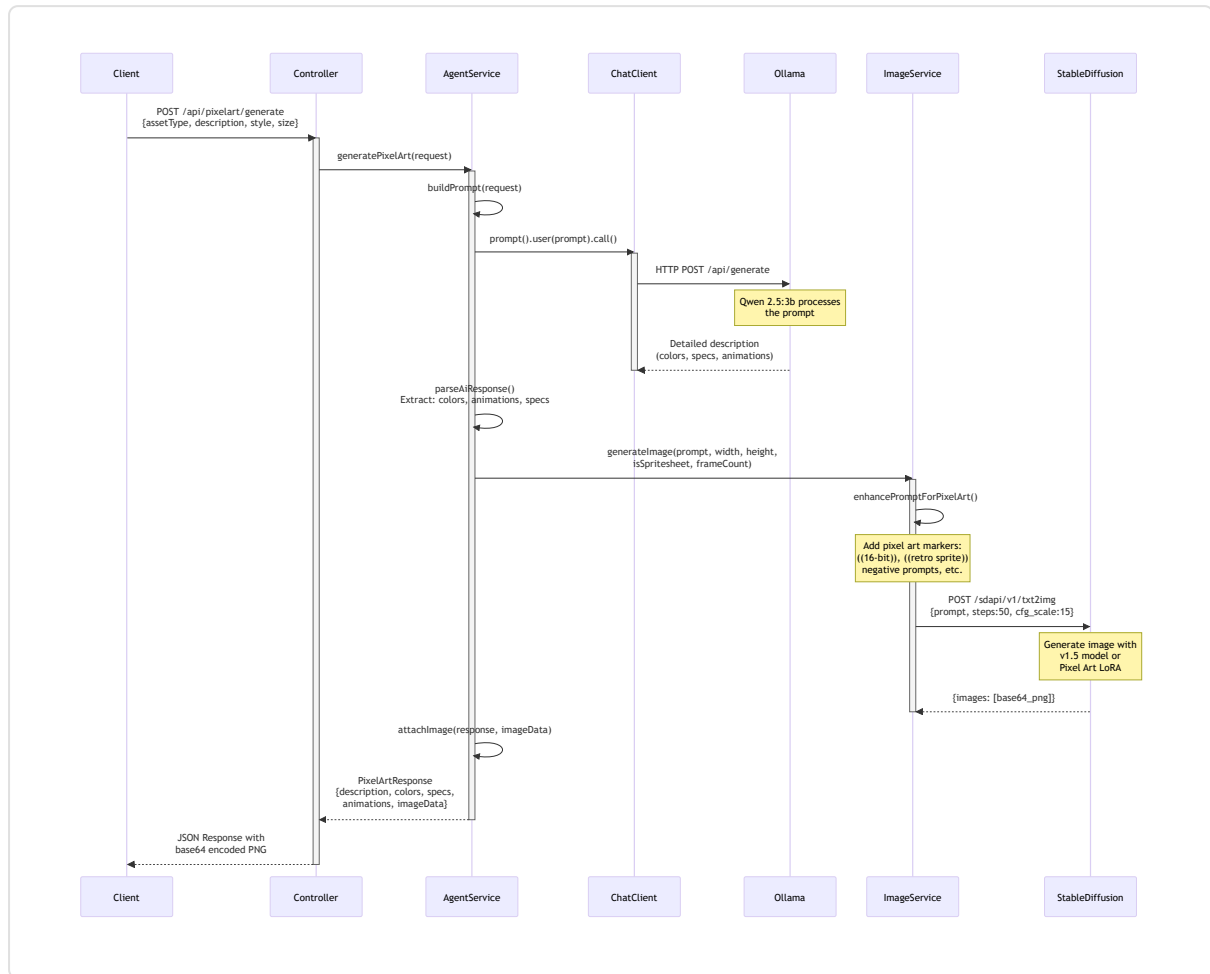 Client
Controller
AgentService
ChatClient
Ollama
ImageService
StableDiffusion
POST /api/pixelart/generate
{assetType, description, style, size}
generatePixelArt(request)
buildPrompt(request)
prompt().user(prompt).call()
HTTP POST /api/generate
Qwen 2.5:3b processes
the prompt
Detailed description
(colors, specs, animations)
parseAiResponse()
Extract: colors, animations, specs
generateImage(prompt, width, height,
isSpritesheet, frameCount)
enhancePromptForPixelArt()
Add pixel art markers:
((16-bit)), ((retro sprite))
negative prompts, etc.
POST /sdapi/v1/txt2img
{prompt, steps:50, cfg_scale:15}
Generate image with
v1.5 model or
Pixel Art LoRA
{images: [base64_png]}
attachImage(response, imageData)
PixelArtResponse
{description, colors, specs,
animations, imageData}
JSON Response with
base64 encoded PNG
Client
Controller
AgentService
ChatClient
Ollama
ImageService
StableDiffusion